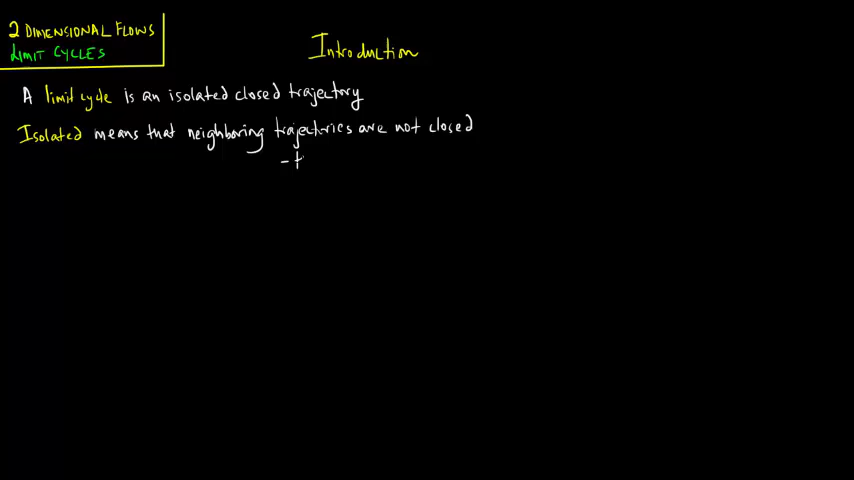 2 DIMENSIONAL FLOWS
LIMIT CYCLES
Introduction
A limit cycle is an isolated closed trajectory
Isolated means that neighboring trajectories are not closed
- t